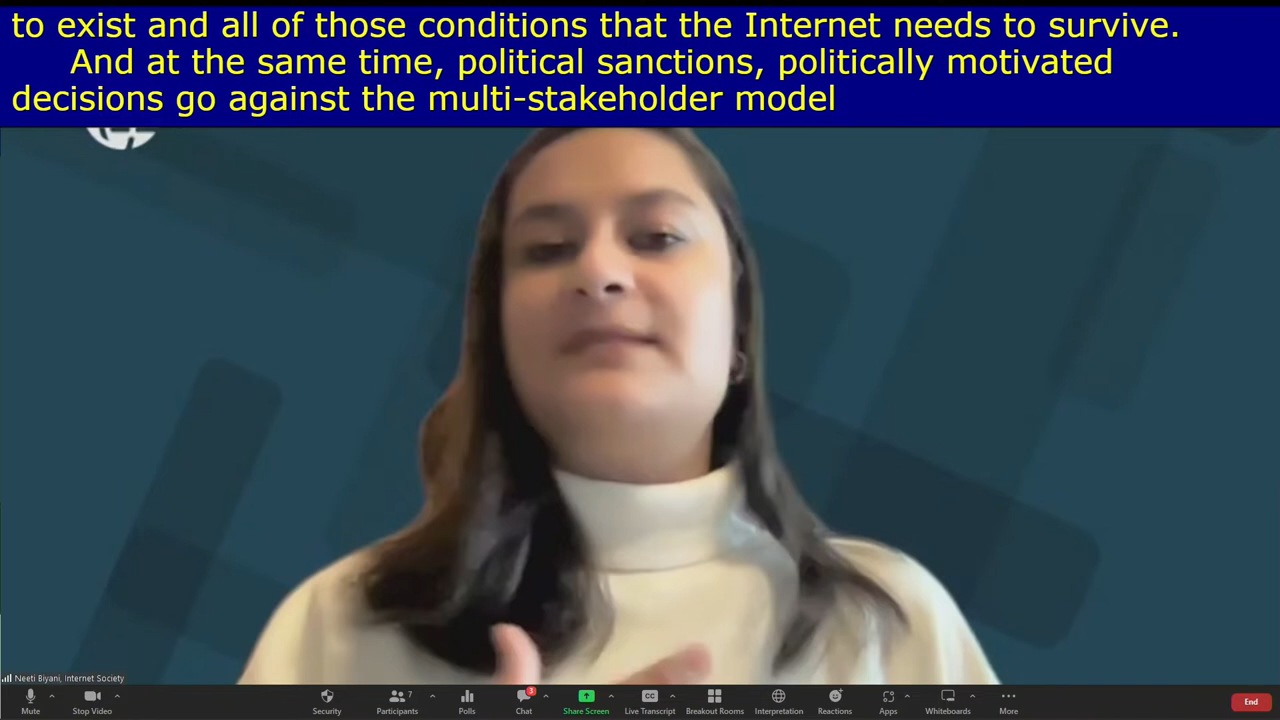 to exist and all of those conditions that the Internet needs to survive.
And at the same time, political sanctions, politically motivated
decisions go against the multi-stakeholder model
Neeti Biyani, Internet Society
7
3
CC
Mute
Stop Video
Security
Participants
Polls
Chat
Share Screen
Live Transcript
Breakout Rooms
Interpretation
Reactions
Apps
Whiteboards
More
End